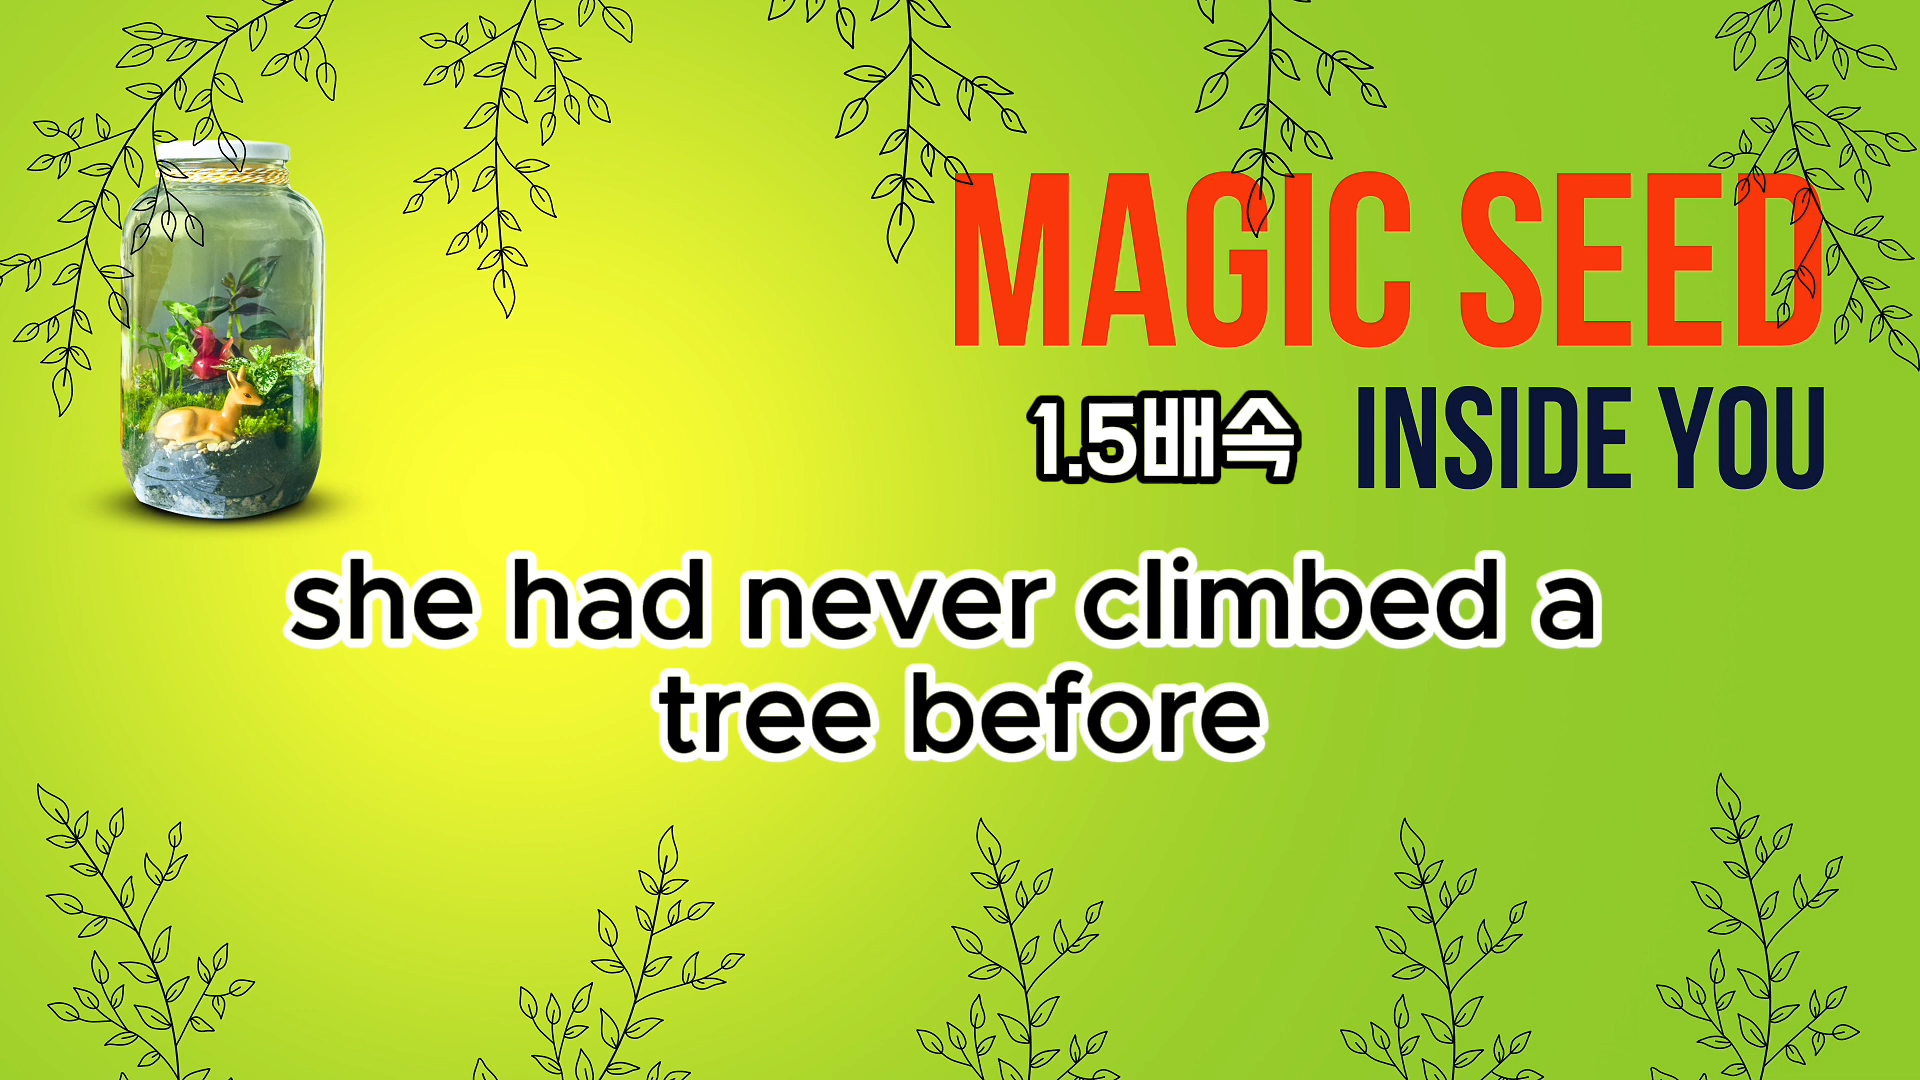 MAGIC SEED
1.5배속 INSIDE YOU
she had never climbed a
tree before